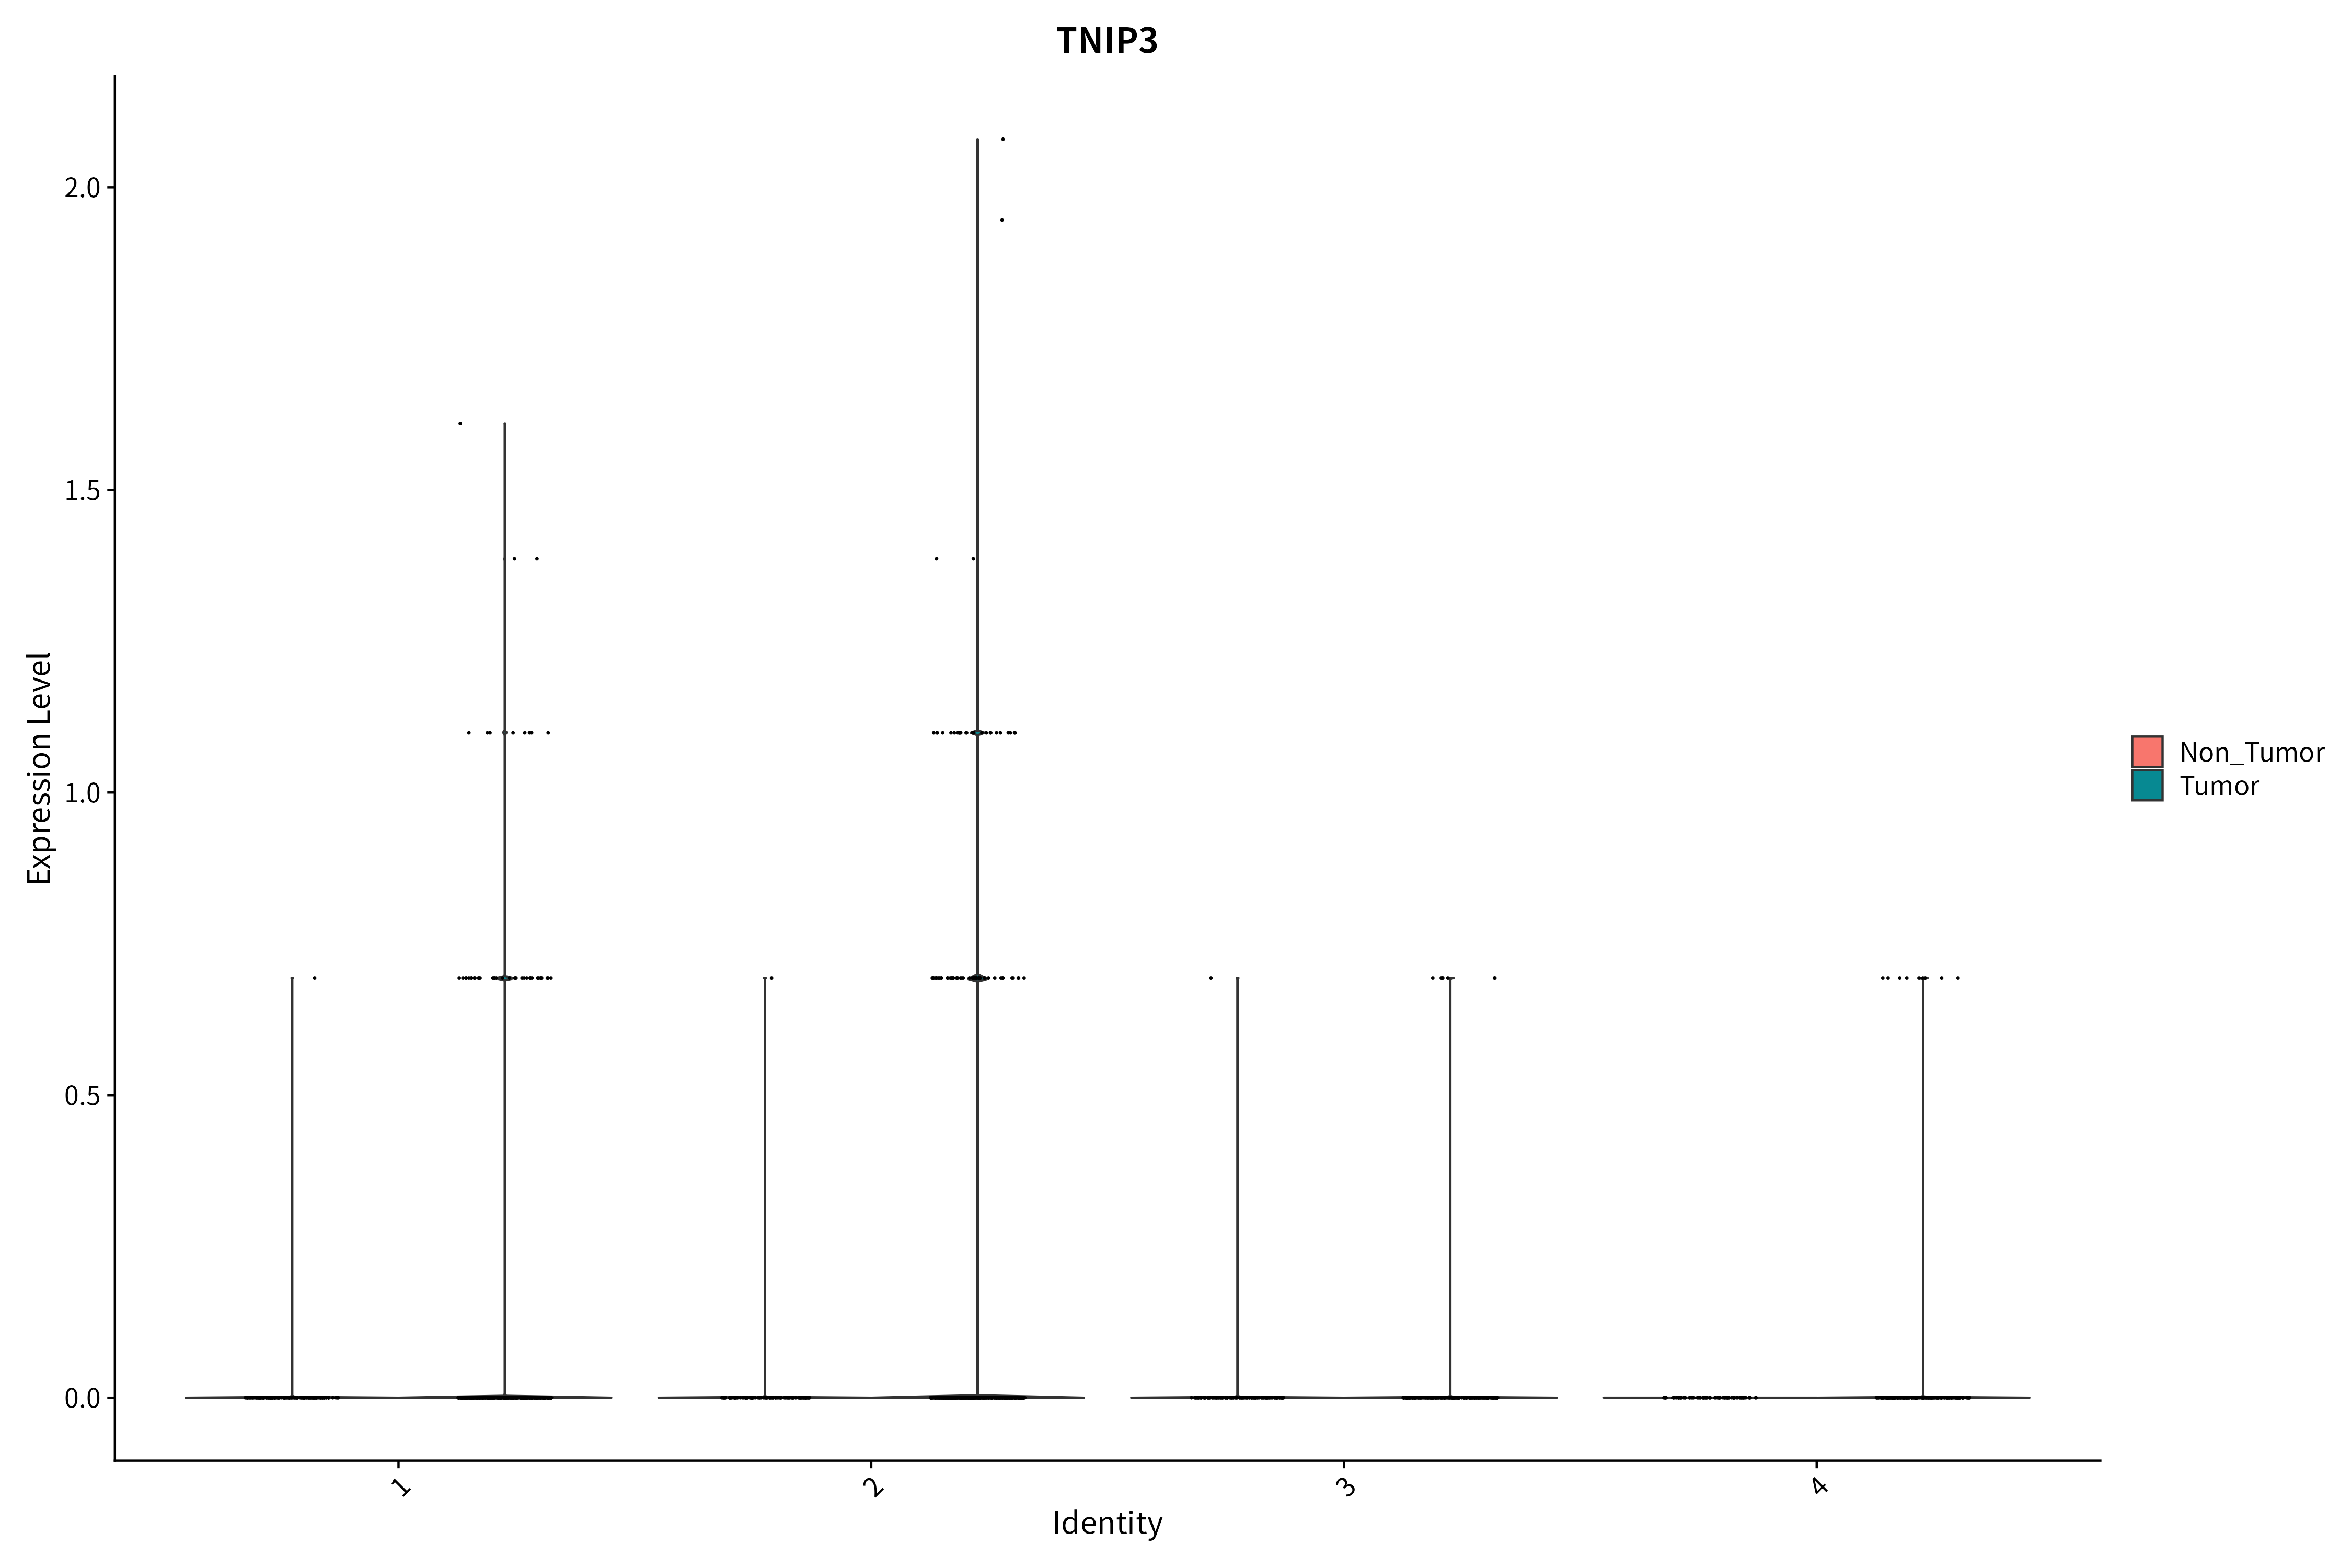 TNIP3
Expression Level
2.0
1.5
1.0
0.5
0.0
1
2
3
4
Identity
Non_Tumor
Tumor